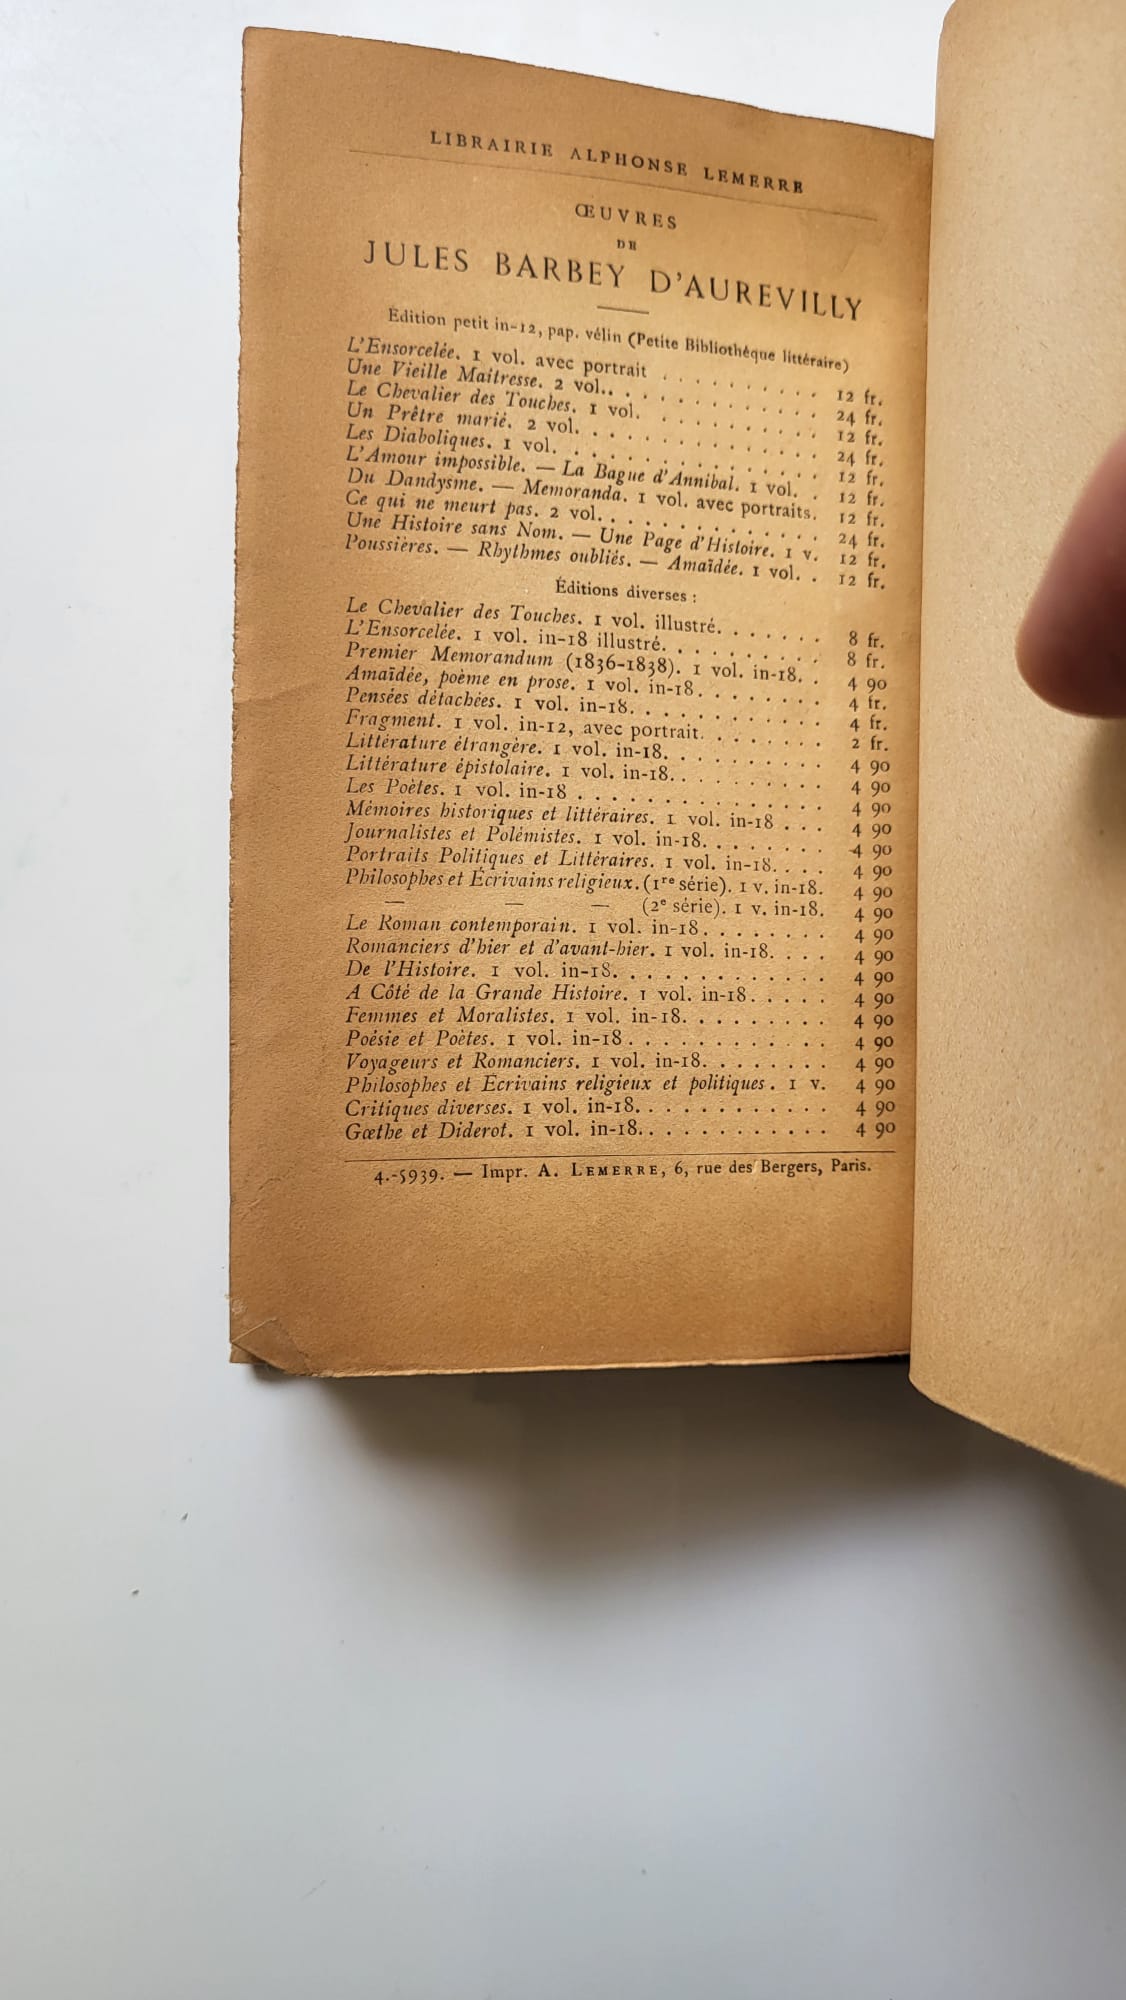 LIBRAIRIE ALPHONSE LEMERRE
ŒUVRES
DE
JULES BARBEY D'AUREVILLY
Édition petit in-12, pap. vélin (Petite Bibliothèque littéraire)
L'Ensorcelée. 1 vol. avec portrait . . . . . . . . . . 12 fr.
Une Vieille Maîtresse. 2 vol. . . . . . . . . . . . . 24 fr.
Le Chevalier des Touches. 1 vol. . . . . . . . . . 12 fr.
Un Prêtre marié. 2 vol. . . . . . . . . . . . . 24 fr.
Les Diaboliques. 1 vol. . . . . . . . . . . . . . 12 fr.
L'Amour impossible. — La Bague d'Annibal. 1 vol. . 12 fr.
Du Dandysme. — Memoranda. 1 vol. avec portraits. 12 fr.
Ce qui ne meurt pas. 2 vol. . . . . . . . . . . . 24 fr.
Une Histoire sans Nom. — Une Page d'Histoire. 1 v. 12 fr.
Poussières. — Rhythmes oubliés. — Amaïdée. 1 vol. . 12 fr.
Éditions diverses :
Le Chevalier des Touches. 1 vol. illustré. . . . . . . 8 fr.
L'Ensorcelée. 1 vol. in-18 illustré. . . . . . . . . 8 fr.
Premier Memorandum (1836-1838). 1 vol. in-18. . 4 90
Amaïdée, poème en prose. 1 vol. in-18. . . . . . . 4 fr.
Pensées détachées. 1 vol. in-18. . . . . . . . . . 4 fr.
Fragment. 1 vol. in-12, avec portrait. . . . . . . 2 fr.
Littérature étrangère. 1 vol. in-18. . . . . . . . . 4 90
Littérature épistolaire. 1 vol. in-18. . . . . . . . . 4 90
Les Poètes. 1 vol. in-18 . . . . . . . . . . . . . 4 90
Mémoires historiques et littéraires. 1 vol. in-18 . . . 4 90
Journalistes et Polémistes. 1 vol. in-18. . . . . . . 4 90
Portraits Politiques et Littéraires. 1 vol. in-18. . . . 4 90
Philosophes et Écrivains religieux. (1re série). 1 v. in-18. 4 90
— — — (2e série). 1 v. in-18. 4 90
Le Roman contemporain. 1 vol. in-18. . . . . . . . 4 90
Romanciers d'hier et d'avant-hier. 1 vol. in-18. . . . 4 90
De l'Histoire. 1 vol. in-18. . . . . . . . . . . . . 4 90
A Côté de la Grande Histoire. 1 vol. in-18. . . . . 4 90
Femmes et Moralistes. 1 vol. in-18. . . . . . . . . 4 90
Poésie et Poètes. 1 vol. in-18 . . . . . . . . . . . 4 90
Voyageurs et Romanciers. 1 vol. in-18. . . . . . . . 4 90
Philosophes et Écrivains religieux et politiques. 1 v. 4 90
Critiques diverses. 1 vol. in-18. . . . . . . . . . . 4 90
Gœthe et Diderot. 1 vol. in-18. . . . . . . . . . . 4 90
4.-5939. — Impr. A. LEMERRE, 6, rue des Bergers, Paris.